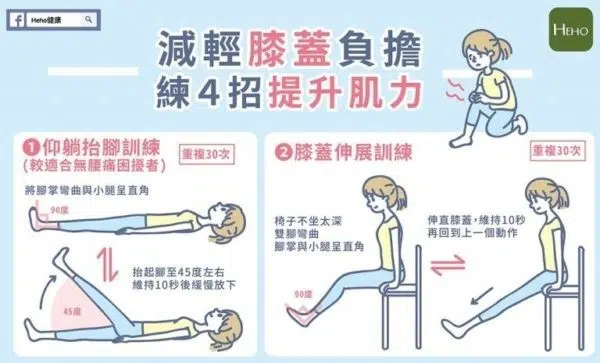 Heho健康
HEHO
減輕膝蓋負擔
練4招提升肌力
❶仰躺抬腳訓練
(較適合無腰痛困擾者)
重複30次
將腳掌彎曲與小腿呈直角
90度
抬起腳至45度左右
維持10秒後緩慢放下
45度
❷膝蓋伸展訓練
重複30次
椅子不坐太深
雙腳彎曲
腳掌與小腿呈直角
90度
伸直膝蓋，維持10秒
再回到上一個動作